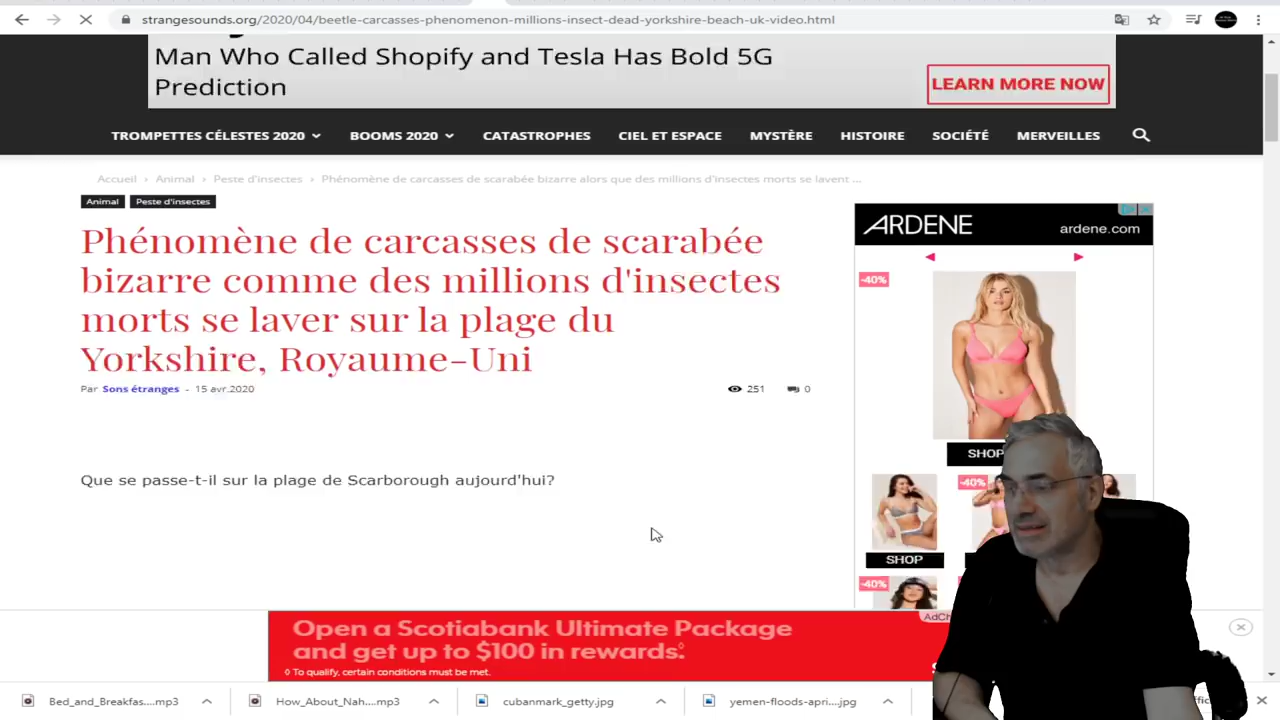 strangesounds.org/2020/04/beetle-carcasses-phenomenon-millions-insect-dead-yorkshire-beach-uk-video.html
Man Who Called Shopify and Tesla Has Bold 5G
Prediction
LEARN MORE NOW
TROMPETTES CÉLESTES 2020
BOOMS 2020
CATASTROPHES
CIEL ET ESPACE
MYSTÈRE
HISTOIRE
SOCIÉTÉ
MERVEILLES
Accueil › Animal › Peste d'insectes › Phénomène de carcasses de scarabée bizarre alors que des millions d'insectes morts se lavent ...
Animal
Peste d'insectes
Phénomène de carcasses de scarabée
bizarre comme des millions d'insectes
morts se laver sur la plage du
Yorkshire, Royaume-Uni
Par Sons étranges - 15 avr.2020
251
0
Que se passe-t-il sur la plage de Scarborough aujourd'hui?
ARDENE
ardene.com
-40%
SHOP
-40%
SHOP
-40%
Open a Scotiabank Ultimate Package
and get up to $100 in rewards.◊
◊ To qualify, certain conditions must be met.
AdCh
Bed_and_Breakfas....mp3
How_About_Nah....mp3
cubanmark_getty.jpg
yemen-floods-apri....jpg